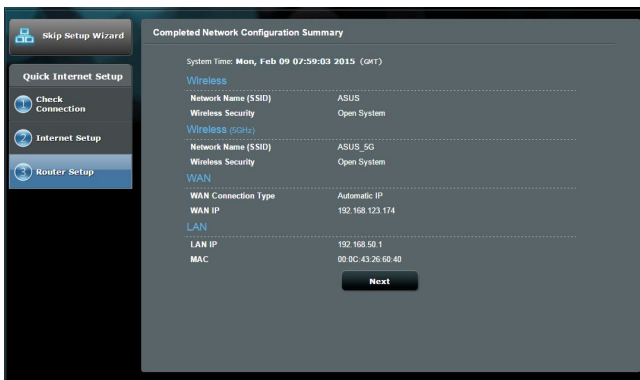 Skip Setup Wizard
Quick Internet Setup
1 Check
Connection
2 Internet Setup
3 Router Setup
Completed Network Configuration Summary
System Time: Mon, Feb 09 07:59:03 2015 (GMT)
Wireless
Network Name (SSID) ASUS
Wireless Security Open System
Wireless (5GHz)
Network Name (SSID) ASUS_5G
Wireless Security Open System
WAN
WAN Connection Type Automatic IP
WAN IP 192.168.123.174
LAN
LAN IP 192.168.50.1
MAC 00:0C:43:26:60:40
Next